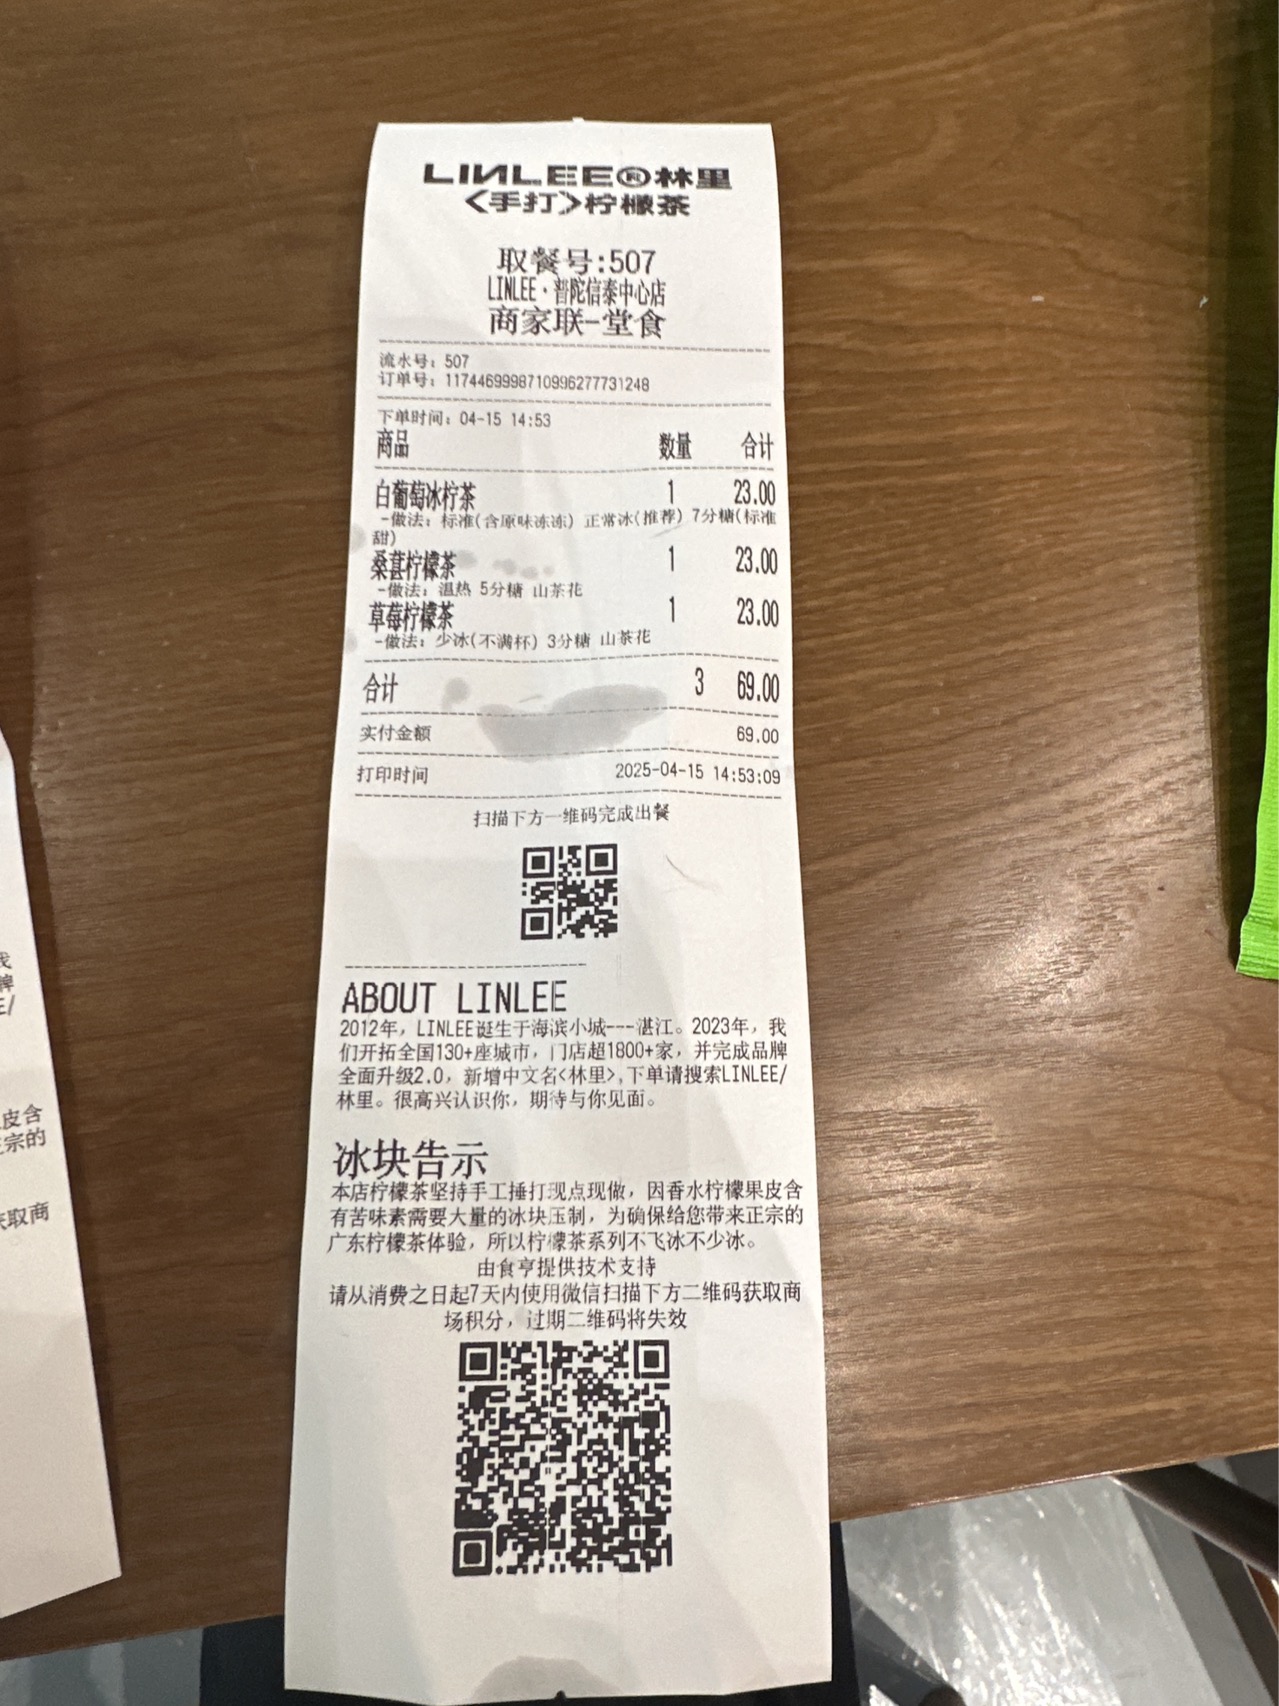 LINLEE®林里
<手打>柠檬茶
取餐号:507
LINLEE·普陀信泰中心店
商家联-堂食
流水号：507
订单号：1174469998710996277731248
下单时间：04-15 14:53
商品 数量 合计
白葡萄冰柠茶 1 23.00
-做法：标准(含原味冻冻) 正常冰(推荐) 7分糖(标准
甜)
桑葚柠檬茶 1 23.00
-做法：温热 5分糖 山茶花
草莓柠檬茶 1 23.00
-做法：少冰(不满杯) 3分糖 山茶花
合计 3 69.00
实付金额 69.00
打印时间 2025-04-15 14:53:09
扫描下方一维码完成出餐
ABOUT LINLEE
2012年，LINLEE诞生于海滨小城---湛江。2023年，我
们开拓全国130+座城市，门店超1800+家，并完成品牌
全面升级2.0，新增中文名<林里>,下单请搜索LINLEE/
林里。很高兴认识你，期待与你见面。
冰块告示
本店柠檬茶坚持手工捶打现点现做，因香水柠檬果皮含
有苦味素需要大量的冰块压制，为确保给您带来正宗的
广东柠檬茶体验，所以柠檬茶系列不飞冰不少冰。
由食亨提供技术支持
请从消费之日起7天内使用微信扫描下方二维码获取商
场积分，过期二维码将失效
皮含
宗的
取商